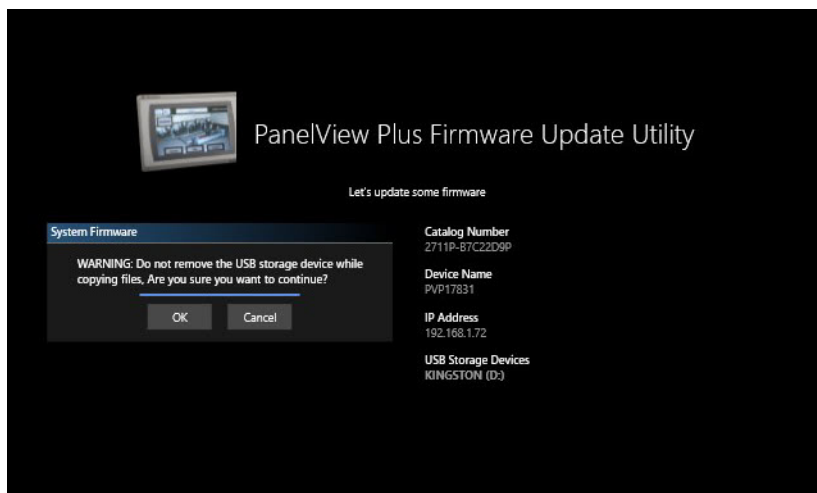 PanelView Plus Firmware Update Utility
Let's update some firmware
System Firmware
WARNING: Do not remove the USB storage device while
copying files, Are you sure you want to continue?
OK
Cancel
Catalog Number
2711P-B7C22D9P
Device Name
PVP17831
IP Address
192.168.1.72
USB Storage Devices
KINGSTON (D:)